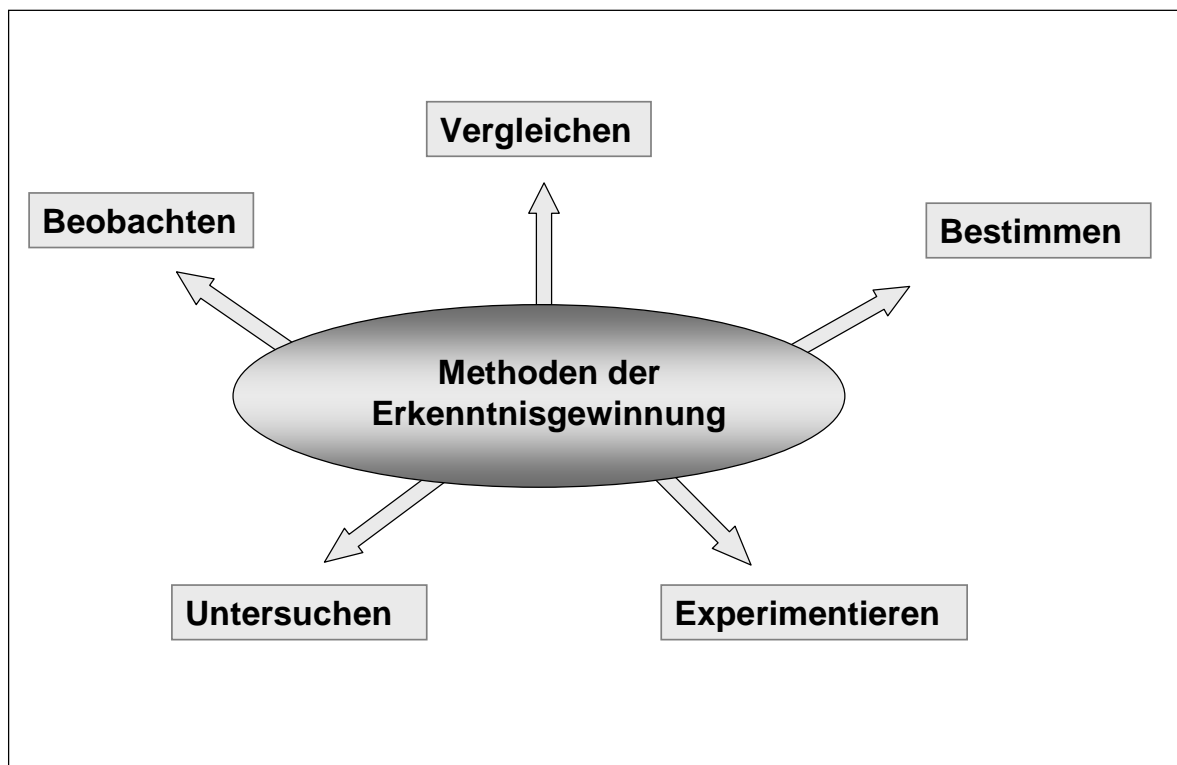 Vergleichen
Beobachten
Bestimmen
Methoden der
Erkenntnisgewinnung
Untersuchen
Experimentieren